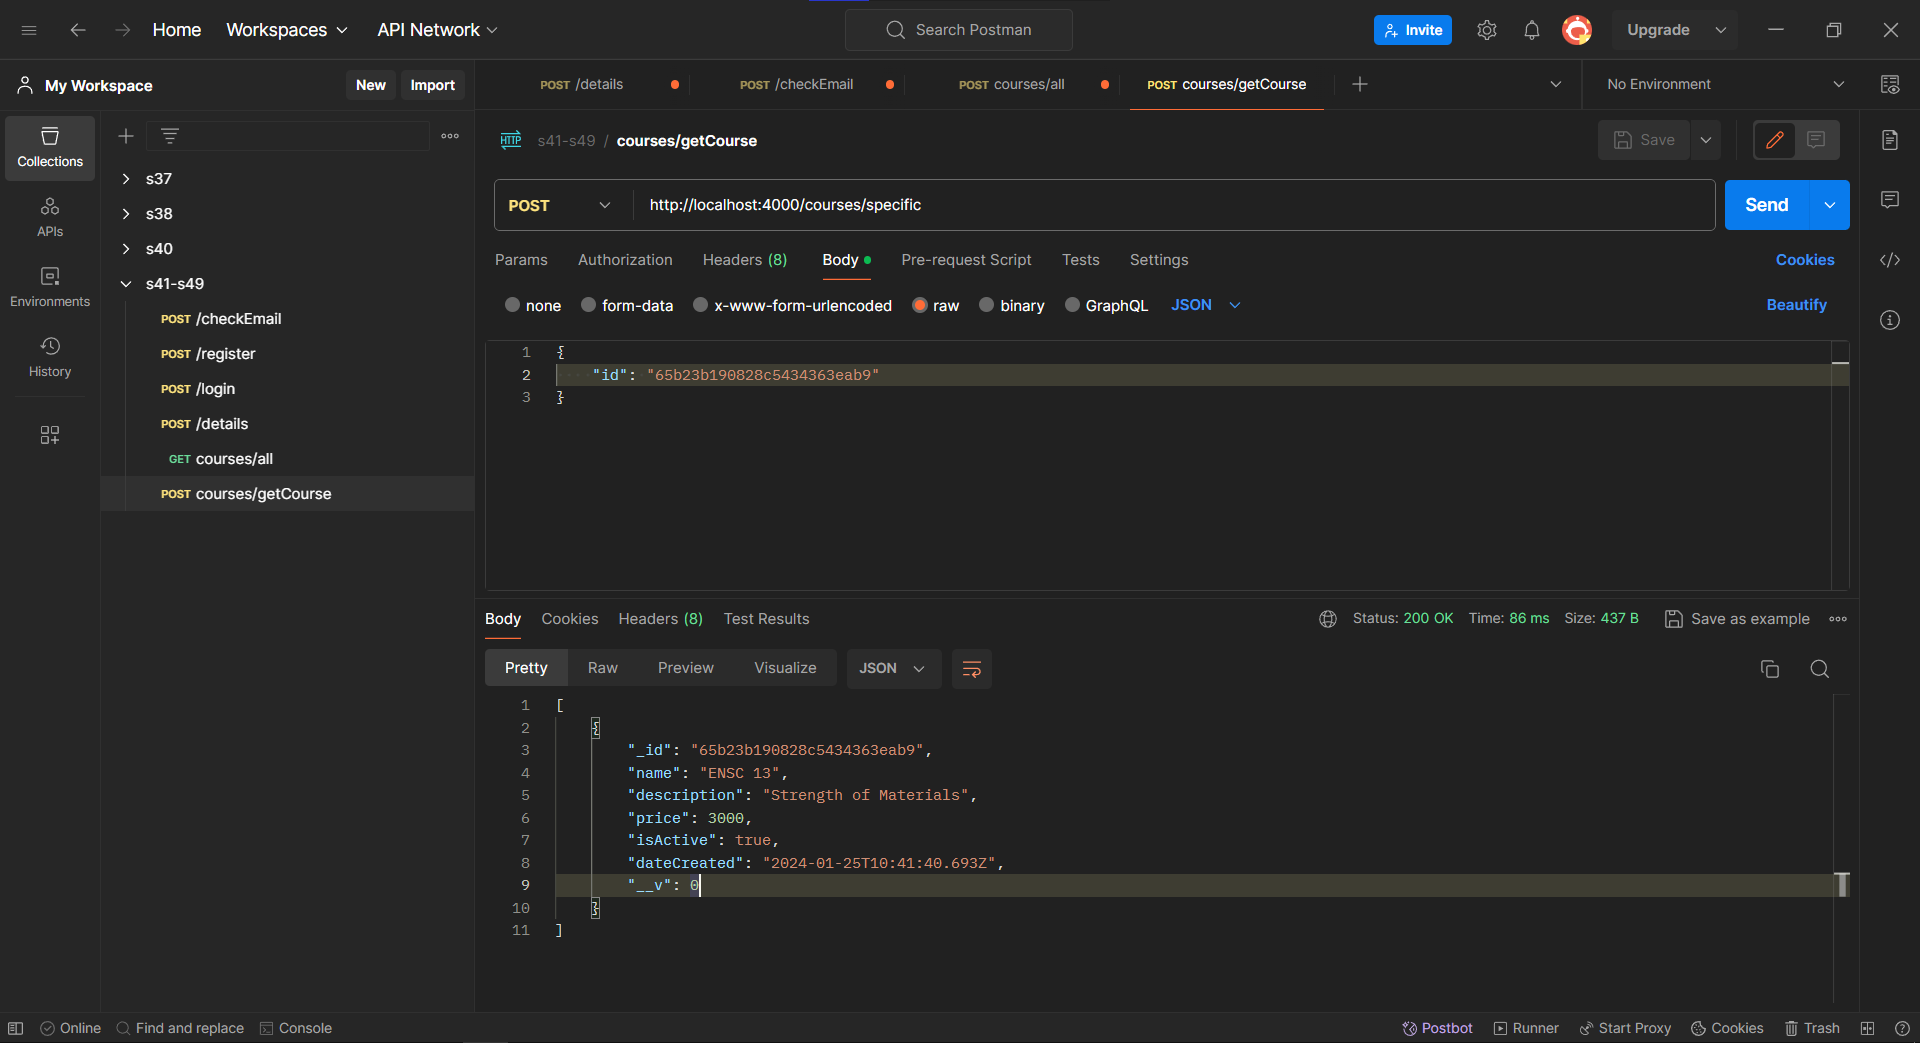 Home Workspaces API Network Search Postman Invite Upgrade
My Workspace New Import POST /details POST /checkEmail POST courses/all POST courses/getCourse No Environment
Collections
APIs
Environments
History
s37
s38
s40
s41-s49
POST /checkEmail
POST /register
POST /login
POST /details
GET courses/all
POST courses/getCourse
HTTP s41-s49 / courses/getCourse Save
POST http://localhost:4000/courses/specific Send
Params Authorization Headers (8) Body Pre-request Script Tests Settings Cookies
none form-data x-www-form-urlencoded raw binary GraphQL JSON Beautify
1 {
2 "id": "65b23b190828c5434363eab9"
3 }
Body Cookies Headers (8) Test Results Status: 200 OK Time: 86 ms Size: 437 B Save as example
Pretty Raw Preview Visualize JSON
1 [
2 {
3 "_id": "65b23b190828c5434363eab9",
4 "name": "ENSC 13",
5 "description": "Strength of Materials",
6 "price": 3000,
7 "isActive": true,
8 "dateCreated": "2024-01-25T10:41:40.693Z",
9 "__v": 0
10 }
11 ]
Online Find and replace Console Postbot Runner Start Proxy Cookies Trash